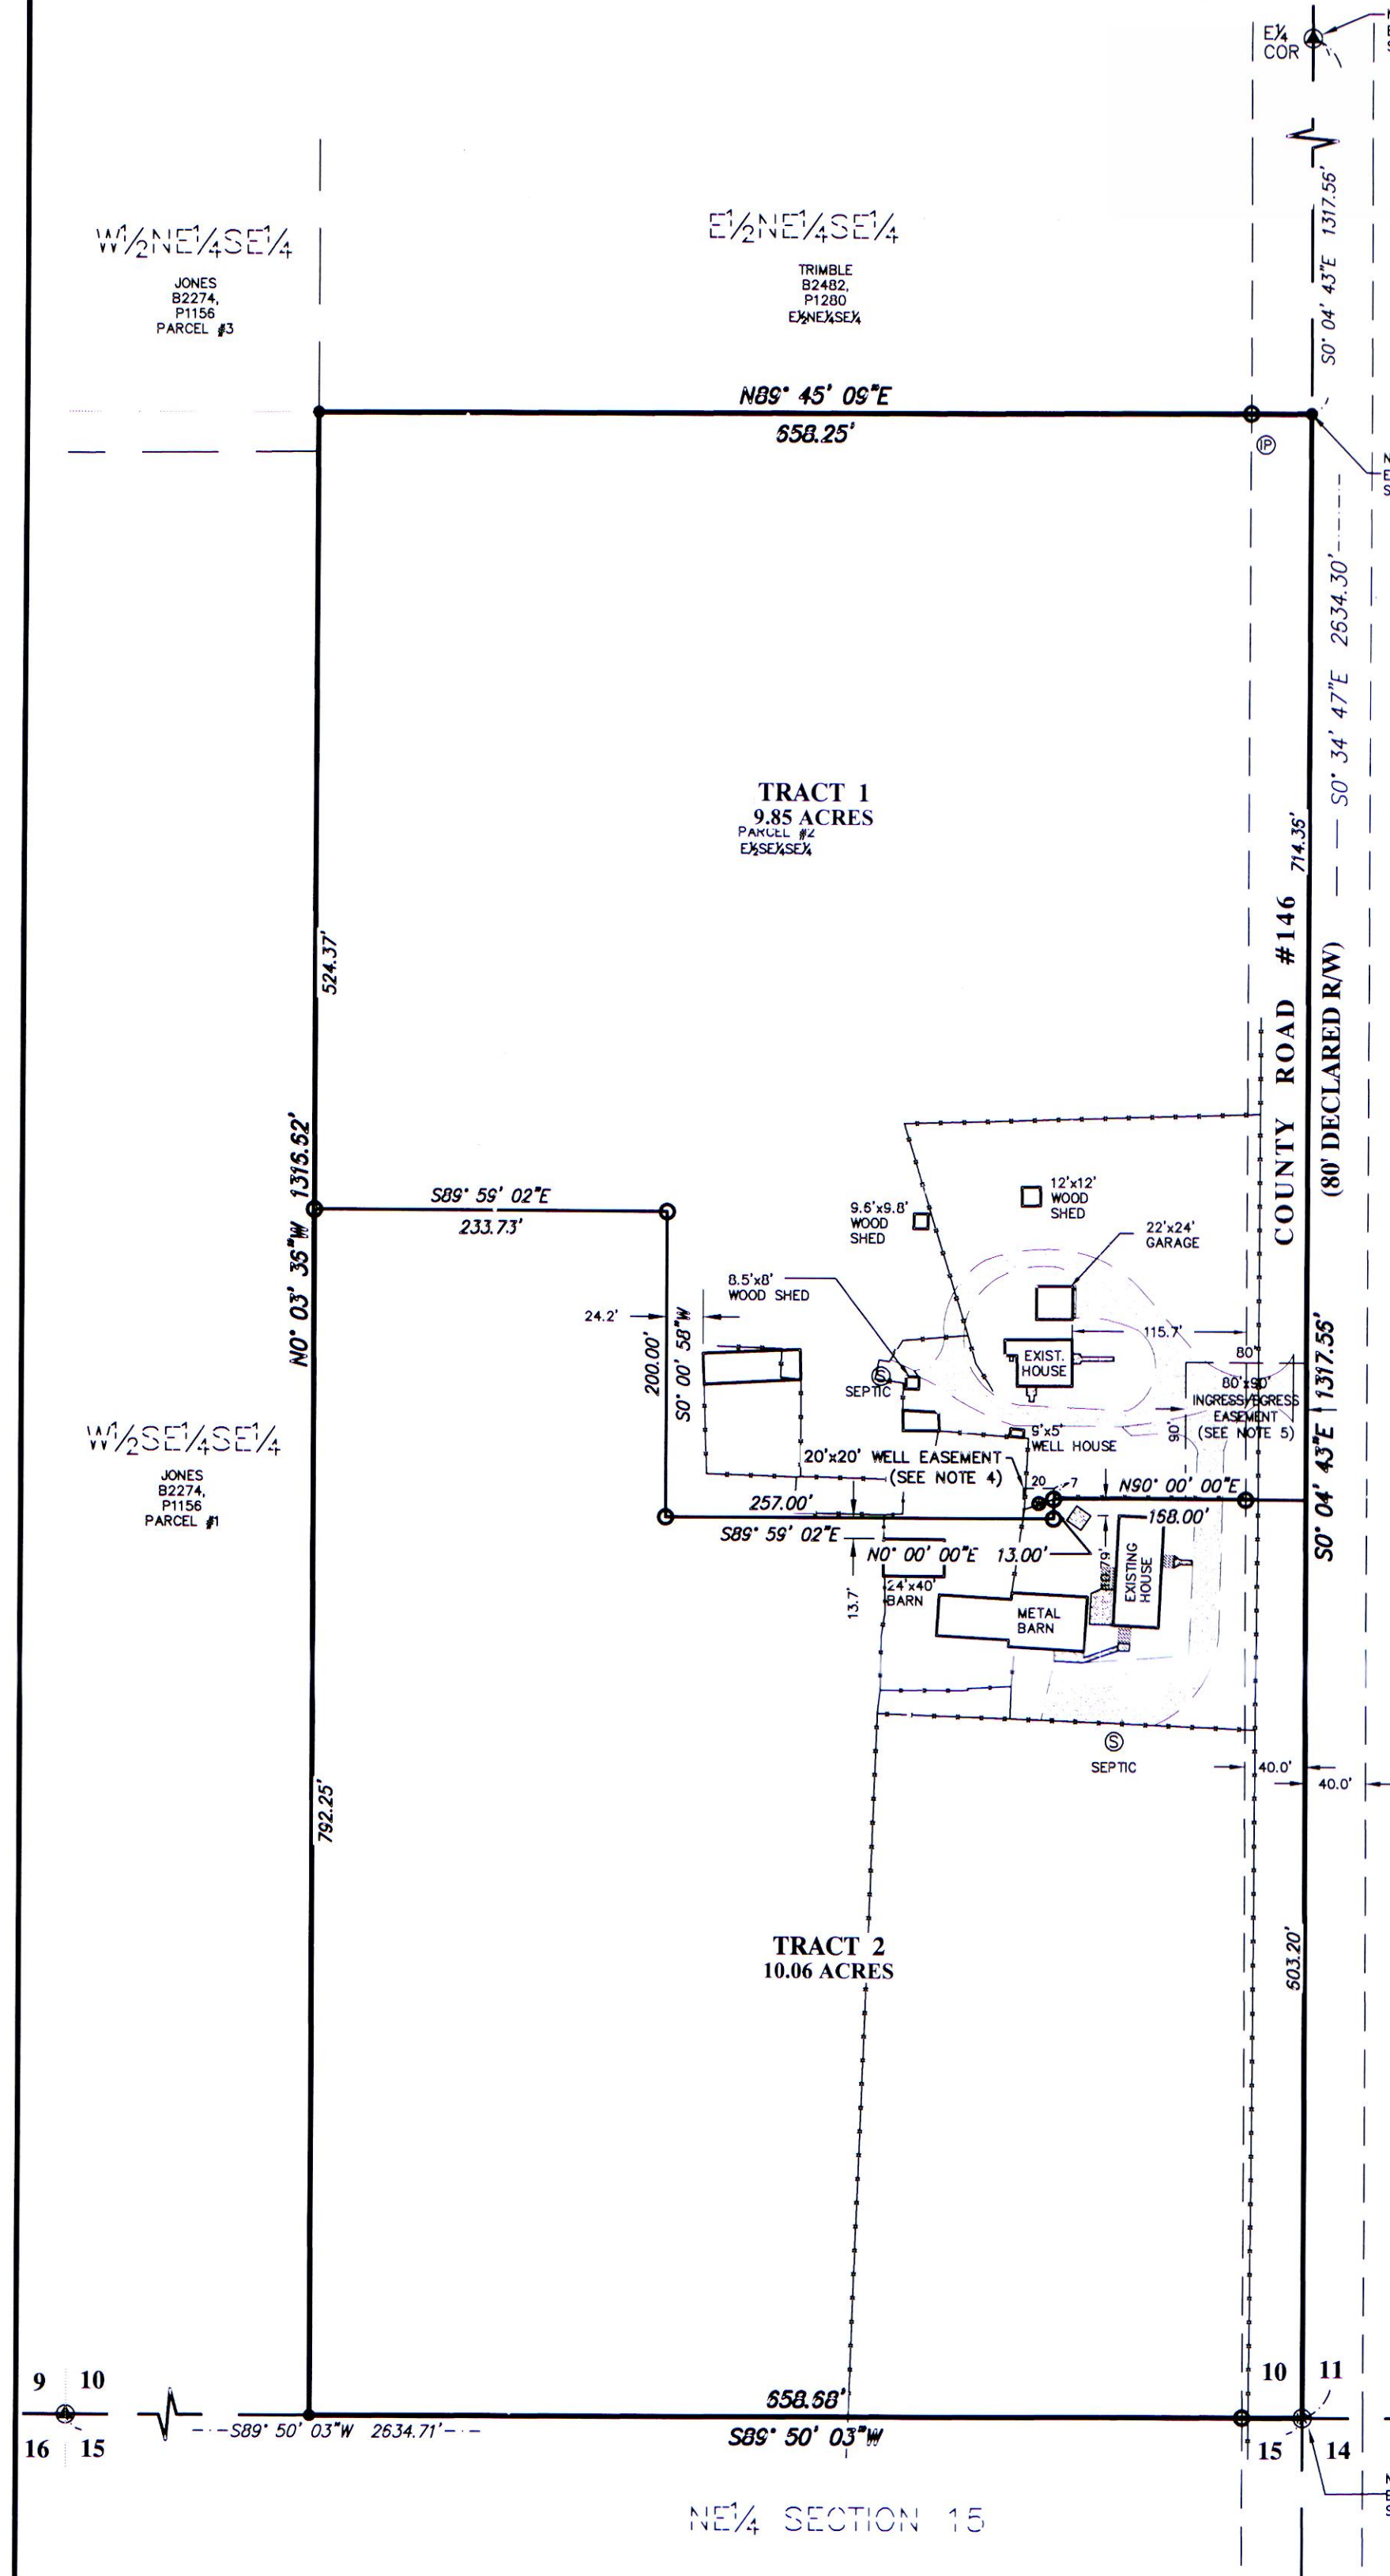 E¼
COR
S0° 04' 43"E 1317.55'
W½NE¼SE¼
JONES
B2274,
P1156
PARCEL #3
E½NE¼SE¼
TRIMBLE
B2482,
P1280
E½NE¼SE¼
N89° 45' 09"E
658.25'
IP
S0° 34' 47"E 2634.30'
TRACT 1
9.85 ACRES
PARCEL #2
E½SE¼SE¼
714.35'
COUNTY ROAD #146
(80' DECLARED R/W)
524.37'
N0° 03' 35"W 1316.62'
S89° 59' 02"E
233.73'
12'x12'
WOOD
SHED
9.6'x9.8'
WOOD
SHED
22'x24'
GARAGE
8.5'x8'
WOOD SHED
24.2'
200.00'
S0° 00' 58"W
115.7'
EXIST.
HOUSE
80'
S
SEPTIC
80'x90'
INGRESS/EGRESS
EASEMENT
(SEE NOTE 5)
90'
WELL HOUSE
S0° 04' 43"E 1317.55'
W½SE¼SE¼
JONES
B2274,
P1156
PARCEL #1
20'x20' WELL EASEMENT
(SEE NOTE 4)
20
7
N90° 00' 00"E
168.00'
257.00'
S89° 59' 02"E
N0° 00' 00"E 13.00'
13.7'
24'x40'
BARN
EXISTING
HOUSE
METAL
BARN
S
SEPTIC
40.0'
40.0'
792.25'
603.20'
TRACT 2
10.06 ACRES
9 10
16 15
S89° 50' 03"W 2634.71'
658.68'
S89° 50' 03"W
10 11
15 14
NE¼ SECTION 15